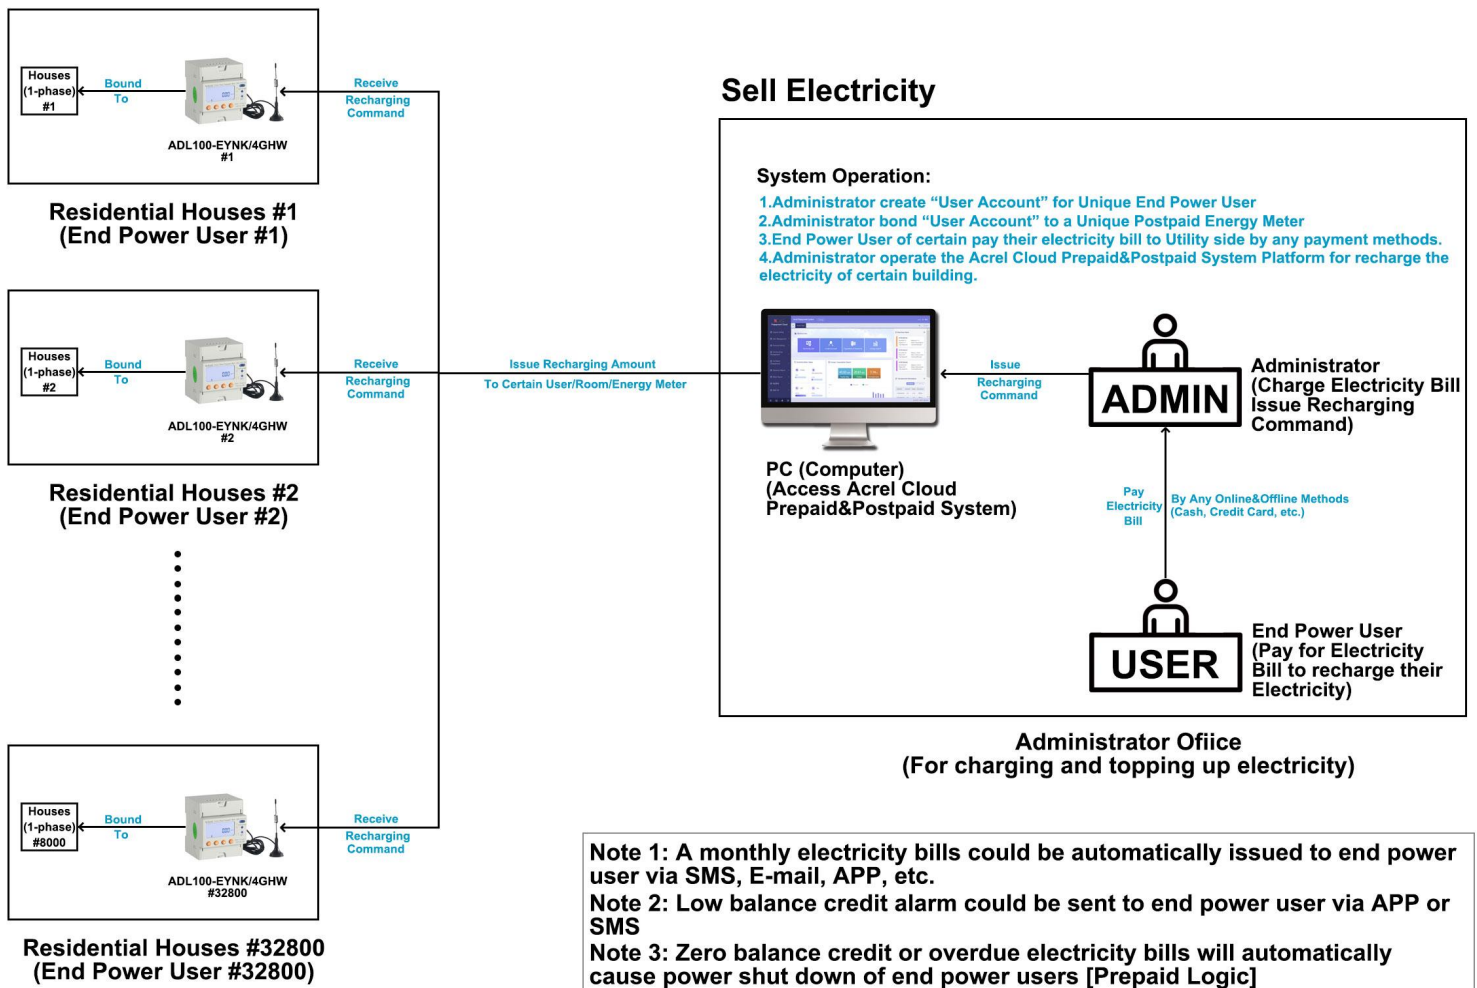 Houses
(1-phase)
#1
Bound
To
ADL100-EYNK/4GHW
#1
Receive
Recharging
Command
Residential Houses #1
(End Power User #1)
Houses
(1-phase)
#2
Bound
To
ADL100-EYNK/4GHW
#2
Receive
Recharging
Command
Residential Houses #2
(End Power User #2)
Houses
(1-phase)
#8000
Bound
To
ADL100-EYNK/4GHW
#32800
Receive
Recharging
Command
Residential Houses #32800
(End Power User #32800)
Issue Recharging Amount
To Certain User/Room/Energy Meter
Sell Electricity
System Operation:
1.Administrator create “User Account” for Unique End Power User
2.Administrator bond “User Account” to a Unique Postpaid Energy Meter
3.End Power User of certain pay their electricity bill to Utility side by any payment methods.
4.Administrator operate the Acrel Cloud Prepaid&Postpaid System Platform for recharge the
electricity of certain building.
PC (Computer)
(Access Acrel Cloud
Prepaid&Postpaid System)
Issue
Recharging
Command
ADMIN
Administrator
(Charge Electricity Bill
Issue Recharging
Command)
Pay
Electricity
Bill
By Any Online&Offline Methods
(Cash, Credit Card, etc.)
USER
End Power User
(Pay for Electricity
Bill to recharge their
Electricity)
Administrator Ofiice
(For charging and topping up electricity)
Note 1: A monthly electricity bills could be automatically issued to end power
user via SMS, E-mail, APP, etc.
Note 2: Low balance credit alarm could be sent to end power user via APP or
SMS
Note 3: Zero balance credit or overdue electricity bills will automatically
cause power shut down of end power users [Prepaid Logic]